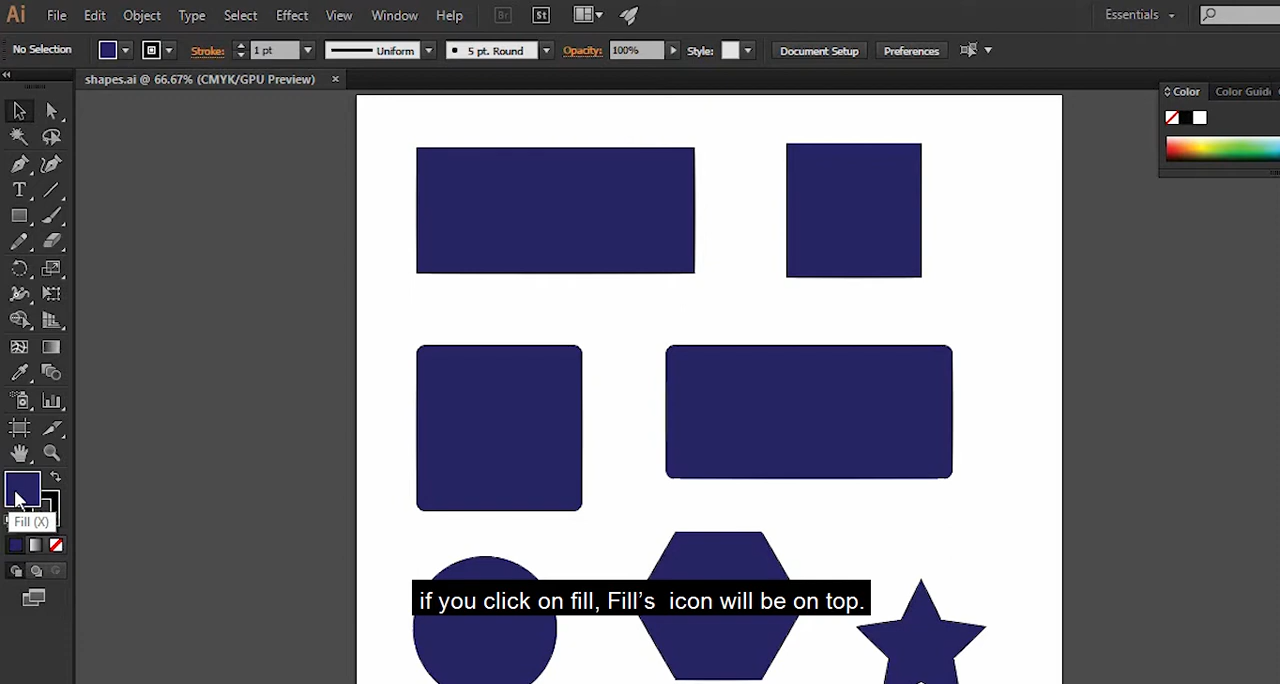 Ai File Edit Object Type Select Effect View Window Help Br St Essentials
No Selection Stroke: 1 pt Uniform 5 pt. Round Opacity: 100% Style: Document Setup Preferences
shapes.ai @ 66.67% (CMYK/GPU Preview) ×
Color Color Guide
Fill (X)
if you click on fill, Fill's icon will be on top.